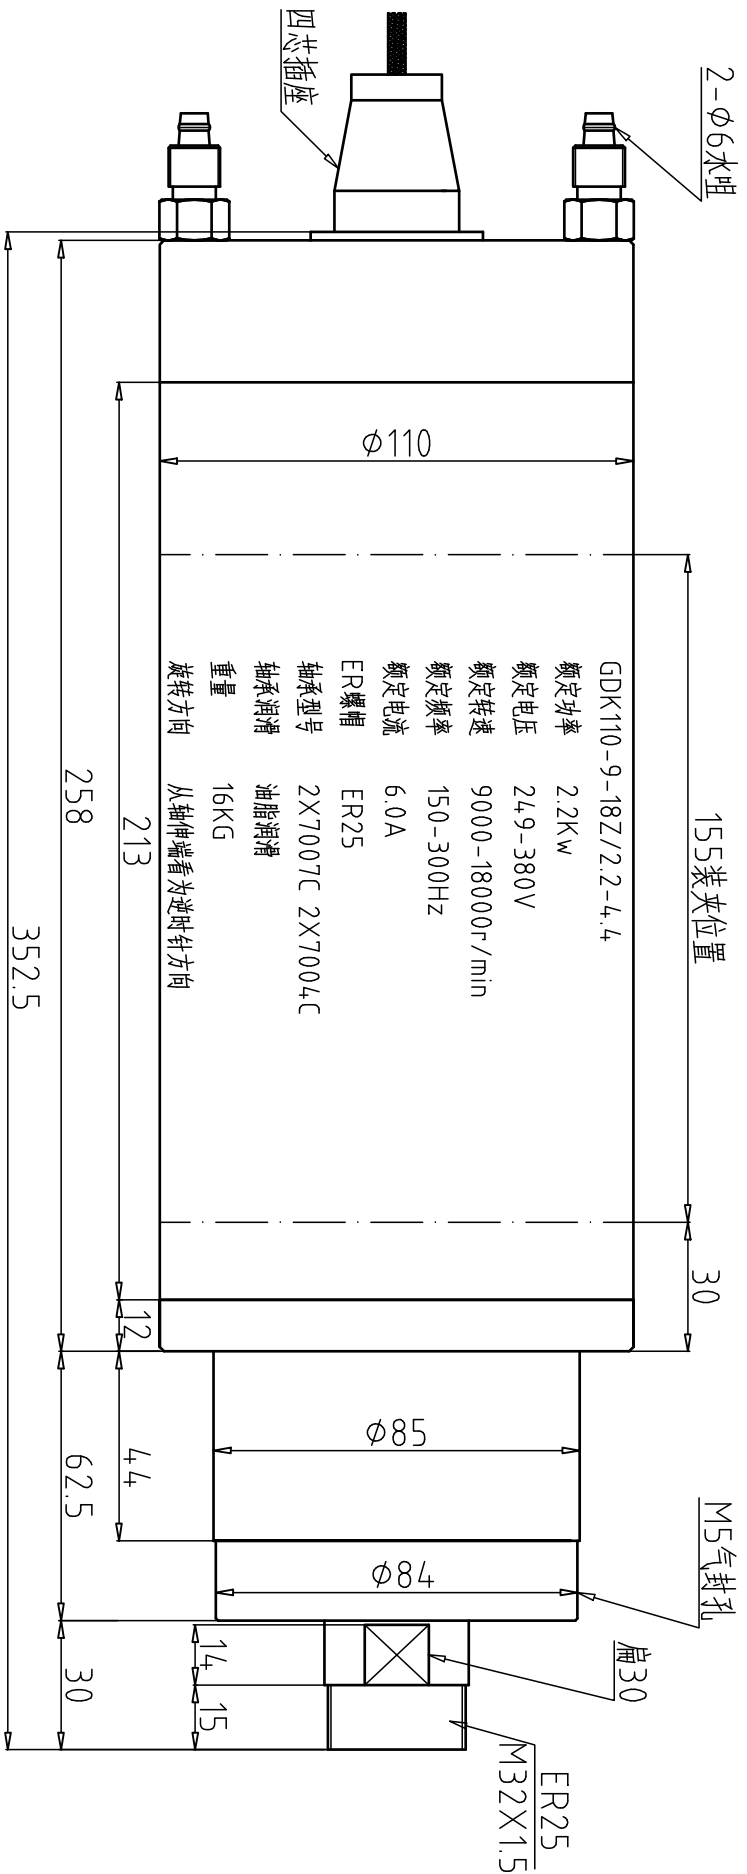 2-Φ6水咀
四芯插座
Φ110
155装夹位置
30
GDK110-9-18Z/2.2-4.4
额定功率 2.2Kw
额定电压 249-380V
额定转速 9000-18000r/min
额定频率 150-300Hz
额定电流 6.0A
ER螺帽 ER25
轴承型号 2X7007C 2X7004C
轴承润滑 油脂润滑
重量 16KG
旋转方向 从轴伸端看为逆时针方向
213
12
44
258
62.5
30
352.5
Φ85
Φ84
M5气封孔
扁30
14
15
ER25
M32X1.5